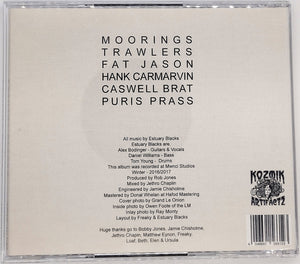 MOORINGS
TRAWLERS
FAT JASON
HANK CARMARVIN
CASWELL BRAT
PURIS PRASS
All music by Estuary Blacks
Estuary Blacks are
Alex Bodinger - Guitars & Vocals
Daniel Williams - Bass
Tom Young - Drums
This album was recorded at Mwnci Studios
Winter - 2016/2017
Produced by Rob Jones
Mixed by Jethro Chaplin
Engineered by Jamie Chisholme
Mastered by Donal Whelan at Hafod Mastering
Cover photo by Grand Le Onion
Inside photo by Owen Foote of the LM
Inlay photo by Ray Monty
Layout by Freaky & Estuary Blacks
Huge thanks goes to Bobby Jones, Jamie Chisholme,
Jethro Chaplin, Matthew Eynon, Freaky,
Loaf, Beth, Elen & Ursula
KOZMIK
ARTIFACTZ